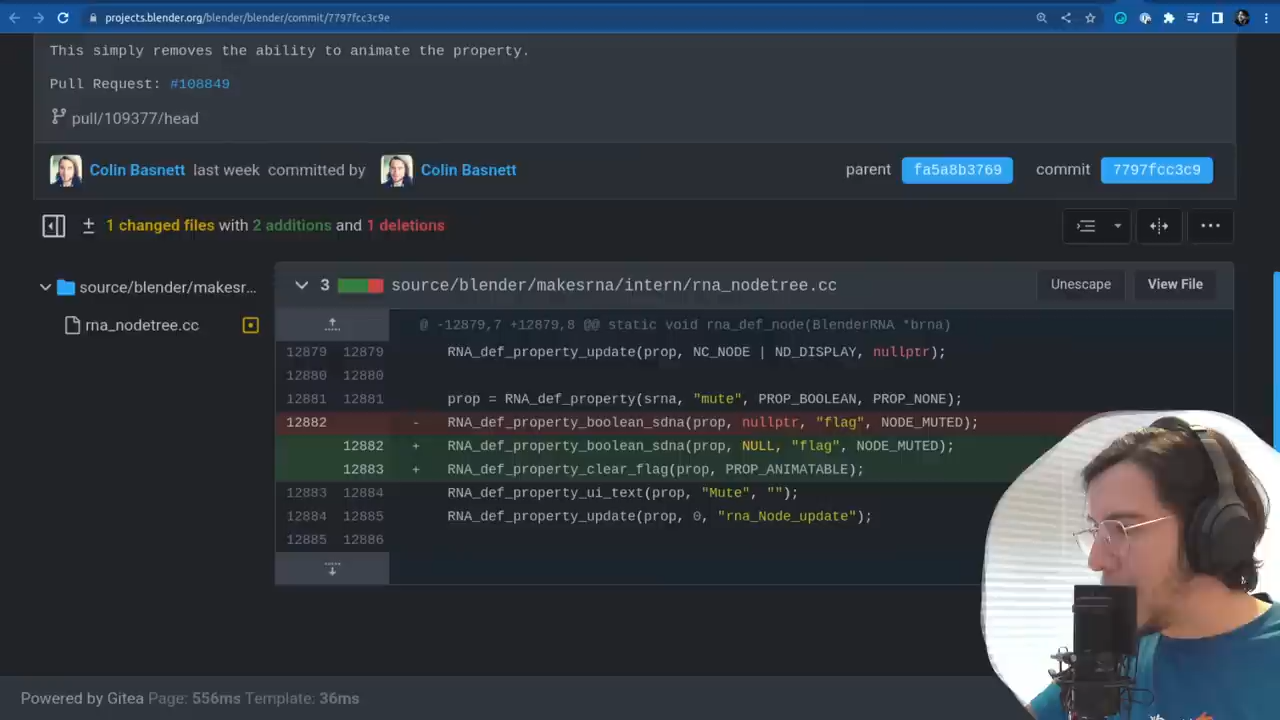 projects.blender.org/blender/blender/commit/7797fcc3c9e
This simply removes the ability to animate the property.
Pull Request: #108849
pull/109377/head
Colin Basnett last week committed by Colin Basnett parent fa5a8b3769 commit 7797fcc3c9
1 changed files with 2 additions and 1 deletions
source/blender/makesr...
rna_nodetree.cc
3 source/blender/makesrna/intern/rna_nodetree.cc Unescape View File
@ -12879,7 +12879,8 @@ static void rna_def_node(BlenderRNA *brna)
12879 12879 RNA_def_property_update(prop, NC_NODE | ND_DISPLAY, nullptr);
12880 12880
12881 12881 prop = RNA_def_property(srna, "mute", PROP_BOOLEAN, PROP_NONE);
12882 - RNA_def_property_boolean_sdna(prop, nullptr, "flag", NODE_MUTED);
12882 + RNA_def_property_boolean_sdna(prop, NULL, "flag", NODE_MUTED);
12883 + RNA_def_property_clear_flag(prop, PROP_ANIMATABLE);
12883 12884 RNA_def_property_ui_text(prop, "Mute", "");
12884 12885 RNA_def_property_update(prop, 0, "rna_Node_update");
12885 12886
Powered by Gitea Page: 556ms Template: 36ms